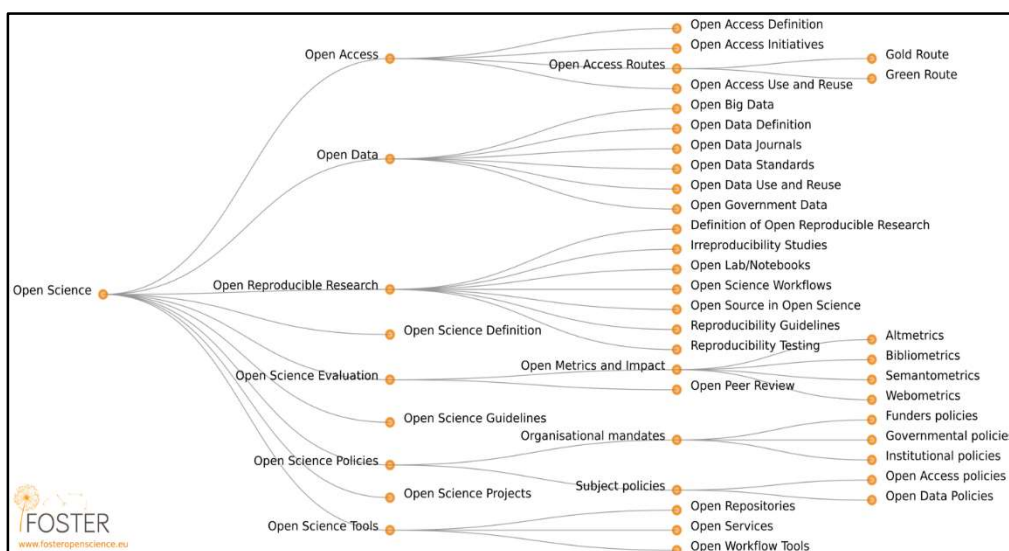 Open Science
Open Access
Open Access Definition
Open Access Initiatives
Open Access Routes
Gold Route
Green Route
Open Access Use and Reuse
Open Data
Open Big Data
Open Data Definition
Open Data Journals
Open Data Standards
Open Data Use and Reuse
Open Government Data
Open Reproducible Research
Definition of Open Reproducible Research
Irreproducibility Studies
Open Lab/Notebooks
Open Science Workflows
Open Source in Open Science
Reproducibility Guidelines
Reproducibility Testing
Open Science Definition
Open Science Evaluation
Open Metrics and Impact
Altmetrics
Bibliometrics
Semantometrics
Webometrics
Open Peer Review
Open Science Guidelines
Open Science Policies
Organisational mandates
Funders policies
Governmental policies
Institutional policies
Subject policies
Open Access policies
Open Data Policies
Open Science Projects
Open Science Tools
Open Repositories
Open Services
Open Workflow Tools
FOSTER
www.fosteropenscience.eu